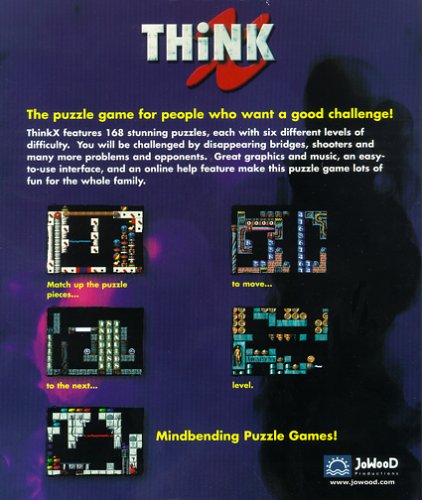 THiNK X
The puzzle game for people who want a good challenge!
ThinkX features 168 stunning puzzles, each with six different levels of
difficulty. You will be challenged by disappearing bridges, shooters and
many more problems and opponents. Great graphics and music, an easy-
to-use interface, and an online help feature make this puzzle game lots of
fun for the whole family.
Match up the puzzle
pieces...
to move...
to the next...
level.
Mindbending Puzzle Games!
JoWooD
Productions
www.jowood.com